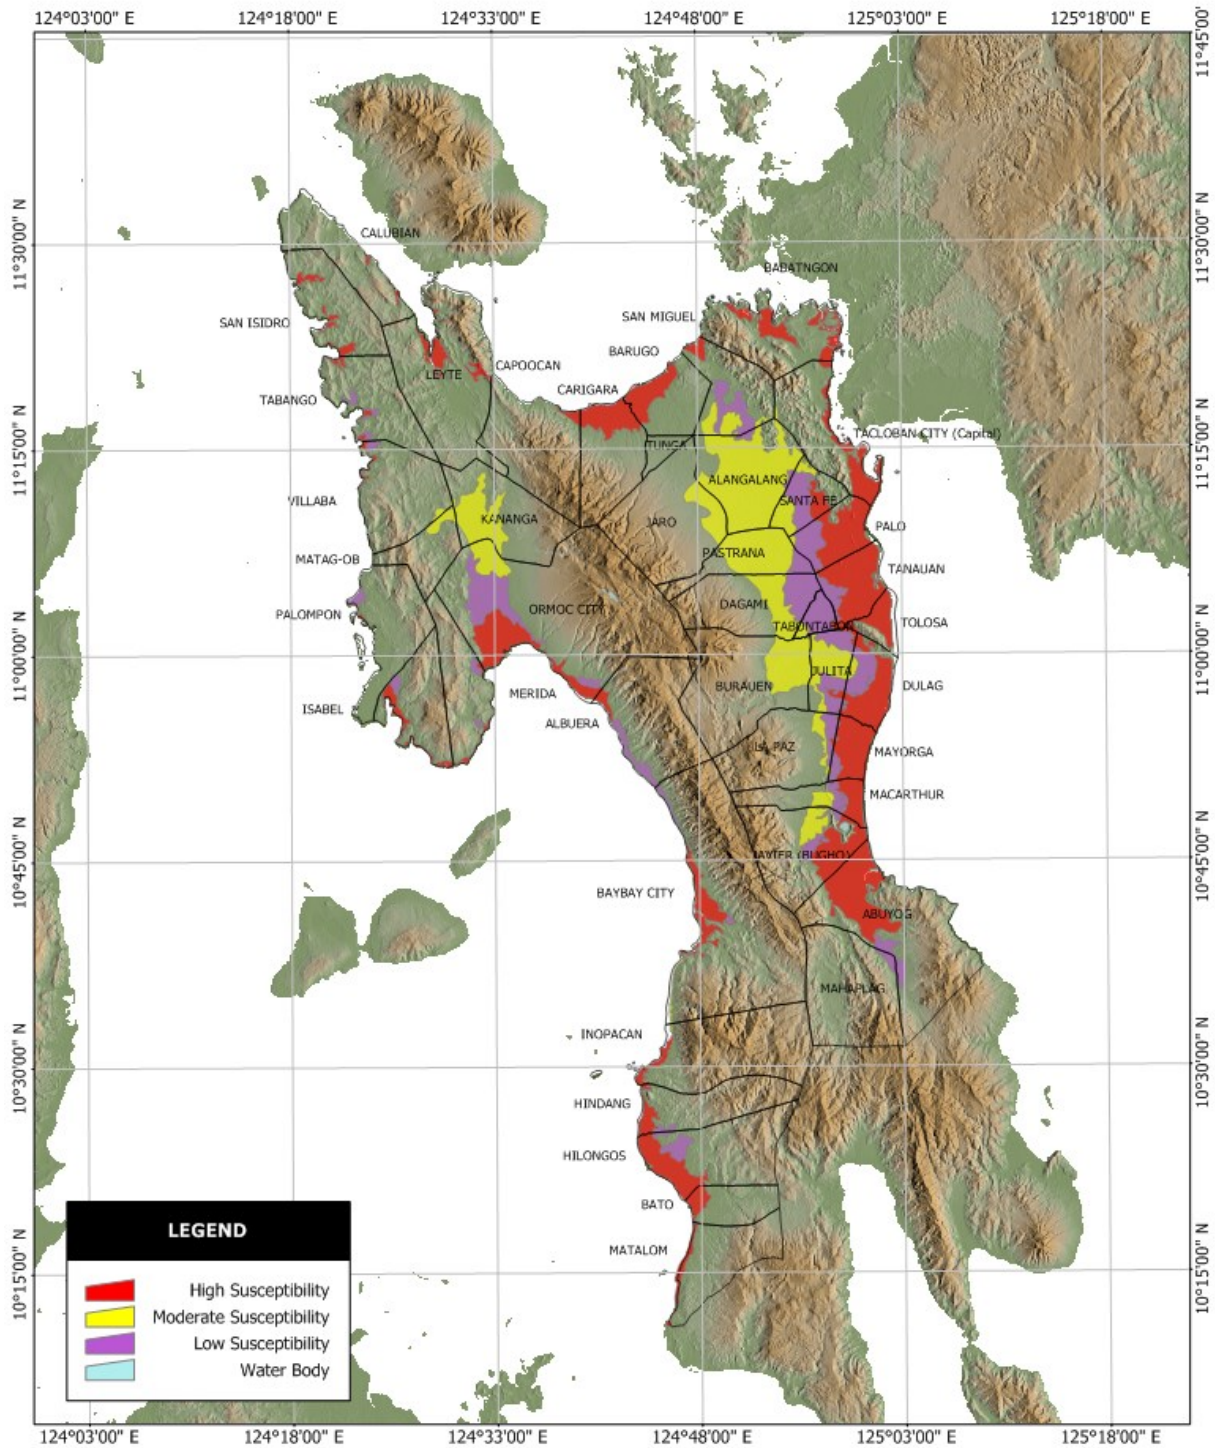 124°03'00" E 124°18'00" E 124°33'00" E 124°48'00" E 125°03'00" E 125°18'00" E
11°45'00'
CALUBIAN
11°30'00" N
11°30'00" N
BABATNGON
SAN MIGUEL
SAN ISIDRO
BARUGO
CAPOOCAN
LEYTE
CARIGARA
TABANGO
TACLOBAN CITY (Capital)
TUNGA
11°15'00" N
11°15'00" N
ALANGALANG
SANTA FE
VILLABA
KANANGA
JARO
PALO
PASTRANA
MATAG-OB
TANAUAN
DAGAMI
ORMOC CITY
PALOMPON
TOLOSA
TABONTABON
11°00'00" N
11°00'00" N
JULITA
BURAUEN
DULAG
MERIDA
ISABEL
ALBUERA
LA PAZ
MAYORGA
MACARTHUR
JAVIER (BUGHO)
10°45'00" N
10°45'00" N
BAYBAY CITY
ABUYOG
MAHAPLAG
INOPACAN
10°30'00" N
10°30'00" N
HINDANG
HILONGOS
BATO
MATALOM
10°15'00" N
10°15'00" N
LEGEND
High Susceptibility
Moderate Susceptibility
Low Susceptibility
Water Body
124°03'00" E 124°18'00" E 124°33'00" E 124°48'00" E 125°03'00" E 125°18'00" E